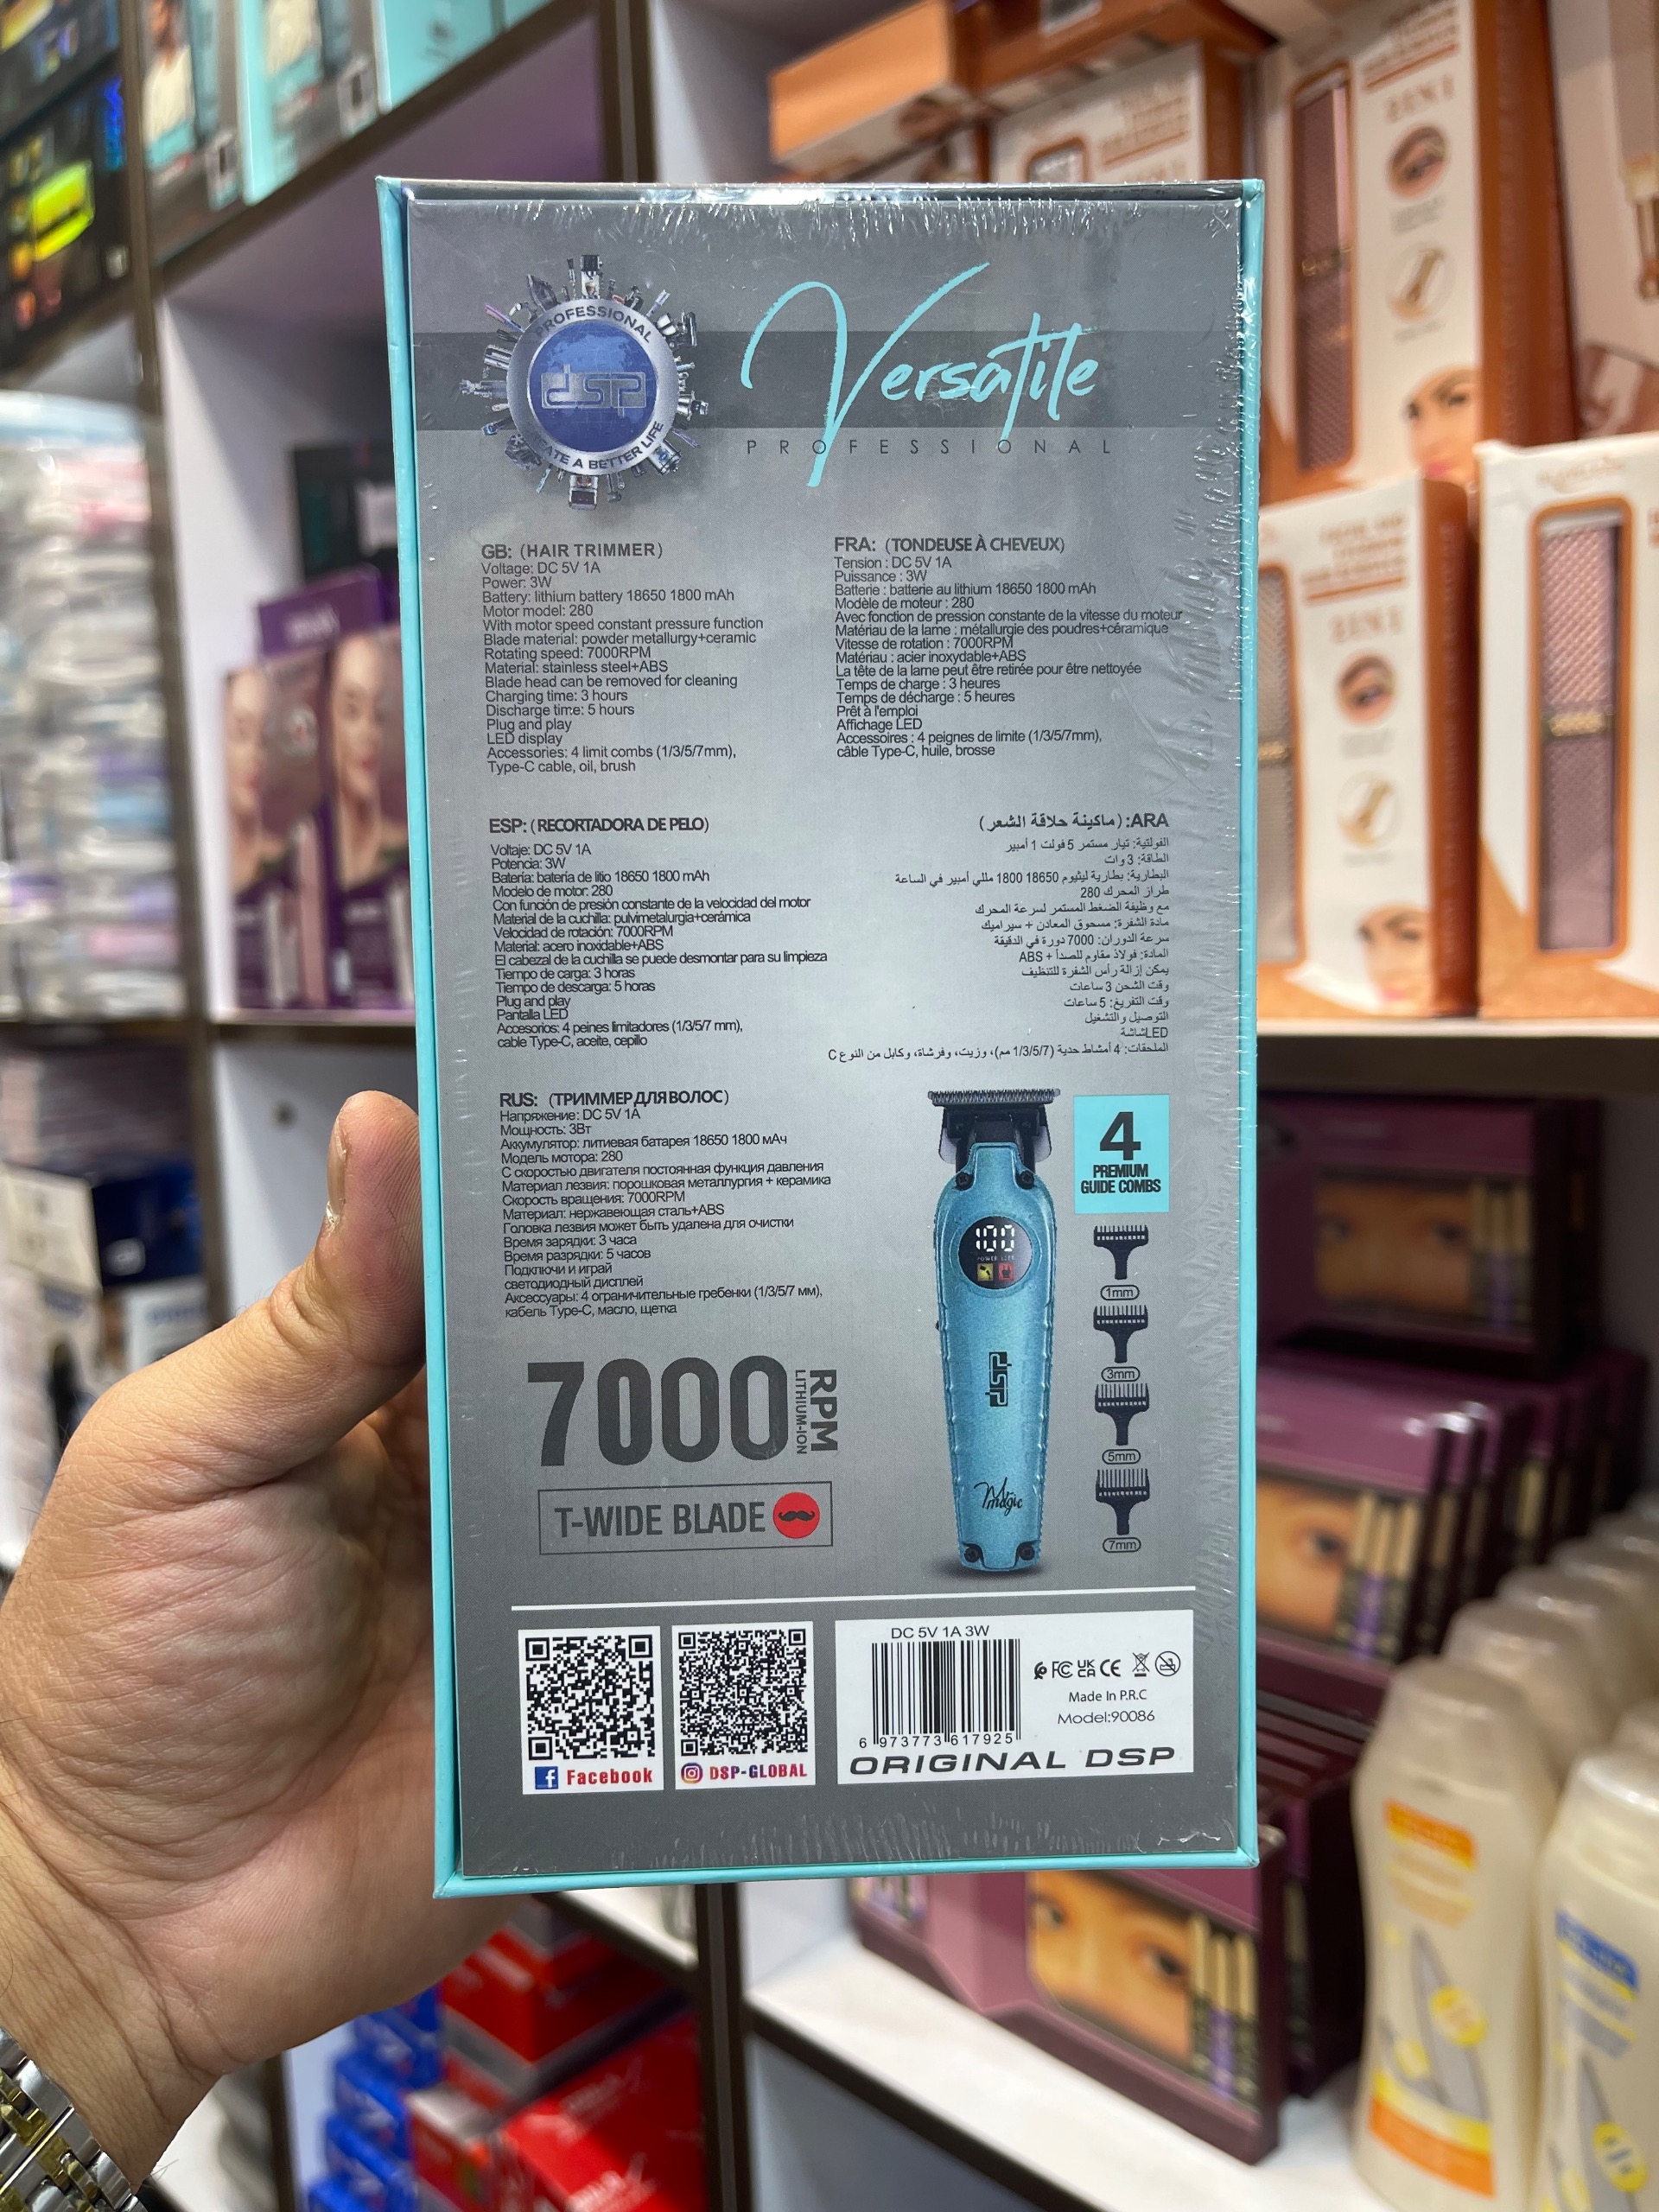 PROFESSIONAL
dsp
ATE A BETTER LIFE
Versatile
PROFESSIONAL
GB: (HAIR TRIMMER)
Voltage: DC 5V 1A
Power: 3W
Battery: lithium battery 18650 1800 mAh
Motor model: 280
With motor speed constant pressure function
Blade material: powder metallurgy+ceramic
Rotating speed: 7000RPM
Material: stainless steel+ABS
Blade head can be removed for cleaning
Charging time: 3 hours
Discharge time: 5 hours
Plug and play
LED display
Accessories: 4 limit combs (1/3/5/7mm),
Type-C cable, oil, brush
FRA: (TONDEUSE À CHEVEUX)
Tension : DC 5V 1A
Puissance : 3W
Batterie : batterie au lithium 18650 1800 mAh
Modèle de moteur : 280
Avec fonction de pression constante de la vitesse du moteur
Matériau de la lame : métallurgie des poudres+céramique
Vitesse de rotation : 7000RPM
Matériau : acier inoxydable+ABS
La tête de la lame peut être retirée pour être nettoyée
Temps de charge : 3 heures
Temps de décharge : 5 heures
Prêt à l'emploi
Affichage LED
Accessoires : 4 peignes de limite (1/3/5/7mm),
câble Type-C, huile, brosse
ESP: (RECORTADORA DE PELO)
Voltaje: DC 5V 1A
Potencia: 3W
Batería: batería de litio 18650 1800 mAh
Modelo de motor: 280
Con función de presión constante de la velocidad del motor
Material de la cuchilla: pulvimetalurgia+cerámica
Velocidad de rotación: 7000RPM
Material: acero inoxidable+ABS
El cabezal de la cuchilla se puede desmontar para su limpieza
Tiempo de carga: 3 horas
Tiempo de descarga: 5 horas
Plug and play
Pantalla LED
Accesorios: 4 peines limitadores (1/3/5/7 mm),
cable Type-C, aceite, cepillo
ARA: (ماكينة حلاقة الشعر)
الفولتية: تيار مستمر 5 فولت 1 أمبير
الطاقة: 3 وات
البطارية: بطارية ليثيوم 18650 1800 مللي أمبير في الساعة
طراز المحرك 280
مع وظيفة الضغط المستمر لسرعة المحرك
مادة الشفرة: مسحوق المعادن + سيراميك
سرعة الدوران: 7000 دورة في الدقيقة
المادة: فولاذ مقاوم للصدأ + ABS
يمكن إزالة رأس الشفرة للتنظيف
وقت الشحن 3 ساعات
وقت التفريغ: 5 ساعات
التوصيل والتشغيل
LEDشاشة
الملحقات: 4 أمشاط حدية (1/3/5/7 مم)، وزيت، وفرشاة، وكابل من النوع C
RUS: (ТРИММЕР ДЛЯ ВОЛОС)
Напряжение: DC 5V 1A
Мощность: 3Вт
Аккумулятор: литиевая батарея 18650 1800 мАч
Модель мотора: 280
С скоростью двигателя постоянная функция давления
Материал лезвия: порошковая металлургия + керамика
Скорость вращения: 7000RPM
Материал: нержавеющая сталь+ABS
Головка лезвия может быть удалена для очистки
Время зарядки: 3 часа
Время разрядки: 5 часов
Подключи и играй
светодиодный дисплей
Аксессуары: 4 ограничительные гребенки (1/3/5/7 мм),
кабель Type-C, масло, щетка
100
dsp
Mr magic
4
PREMIUM
GUIDE COMBS
1mm
3mm
5mm
7mm
7000
RPM
LITHIUM-ION
T-WIDE BLADE
Facebook
DSP-GLOBAL
DC 5V 1A 3W
FC UK CA CE
Made In P.R.C
Model:90086
6 973773 617925
ORIGINAL DSP